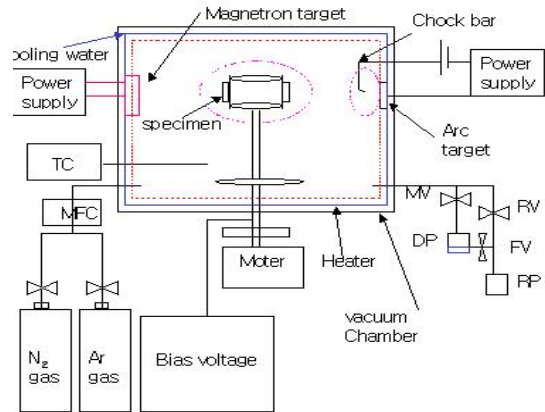 Magnetron target
Chock bar
ooling water
Power
supply
Power
supply
specimen
Arc
target
TC
MFC
MV
RV
DP
FV
RP
Moter
Heater
vacuum
Chamber
N₂
gas
Ar
gas
Bias voltage